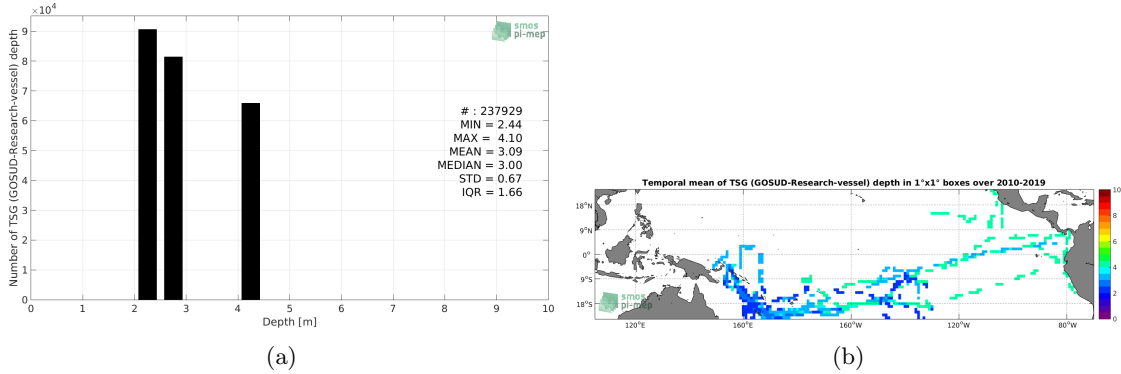 ×10⁴
9
8
7
6
5
4
3
2
1
0
Number of TSG (GOSUD-Research-vessel) depth
smos
pi-mep
# : 237929
MIN = 2.44
MAX = 4.10
MEAN = 3.09
MEDIAN = 3.00
STD = 0.67
IQR = 1.66
0 1 2 3 4 5 6 7 8 9 10
Depth [m]
(a)
Temporal mean of TSG (GOSUD-Research-vessel) depth in 1°x1° boxes over 2010-2019
18°N
9°N
0°
9°S
18°S
smos
pi-mep
120°E 160°E 160°W 120°W 80°W
10
8
6
4
2
0
(b)